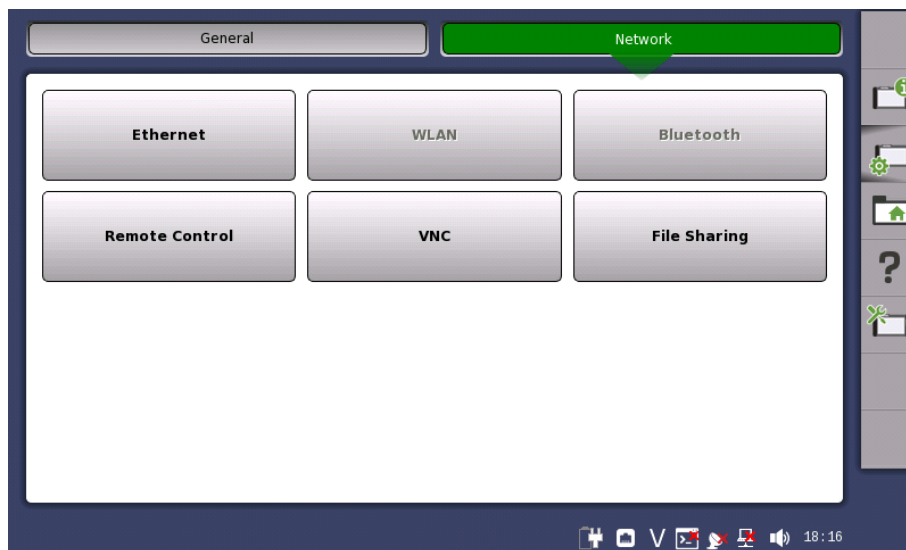 General
Network
Ethernet
WLAN
Bluetooth
Remote Control
VNC
File Sharing
?
V
18:16